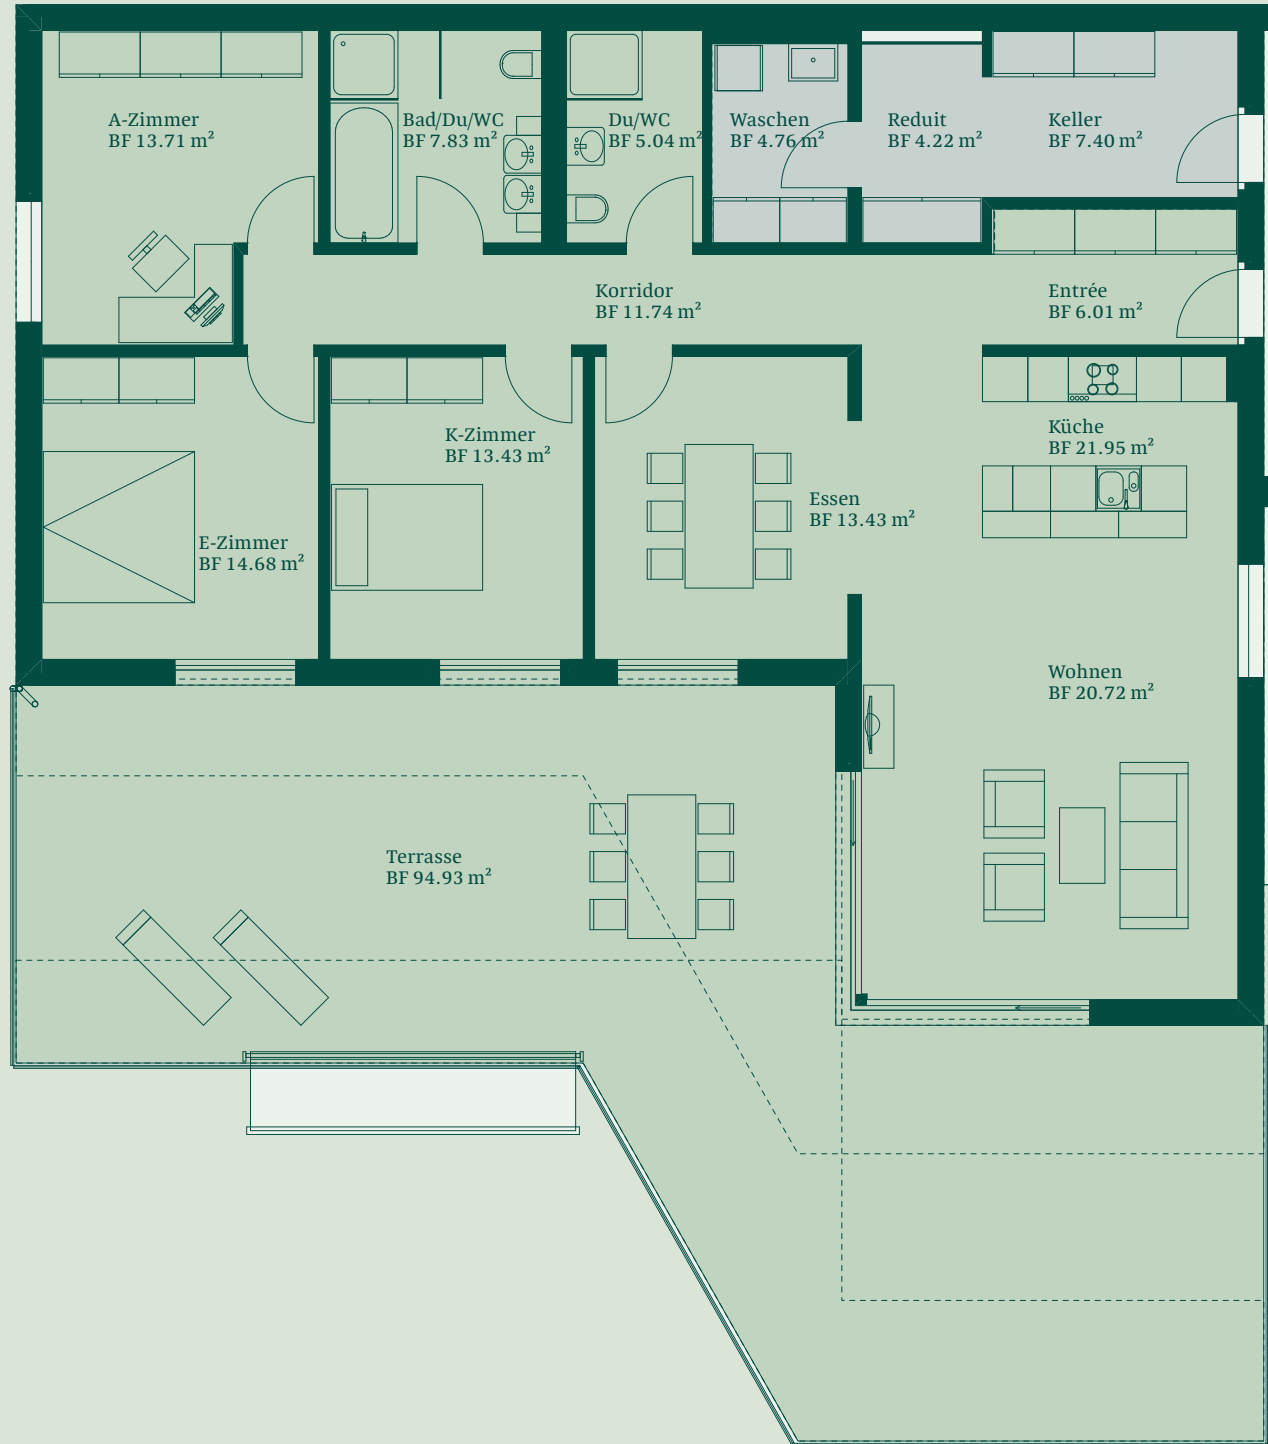 A-Zimmer
BF 13.71 m²
Bad/Du/WC
BF 7.83 m²
Du/WC
BF 5.04 m²
Waschen
BF 4.76 m²
Reduit
BF 4.22 m²
Keller
BF 7.40 m²
Korridor
BF 11.74 m²
Entrée
BF 6.01 m²
K-Zimmer
BF 13.43 m²
Küche
BF 21.95 m²
Essen
BF 13.43 m²
E-Zimmer
BF 14.68 m²
Wohnen
BF 20.72 m²
Terrasse
BF 94.93 m²